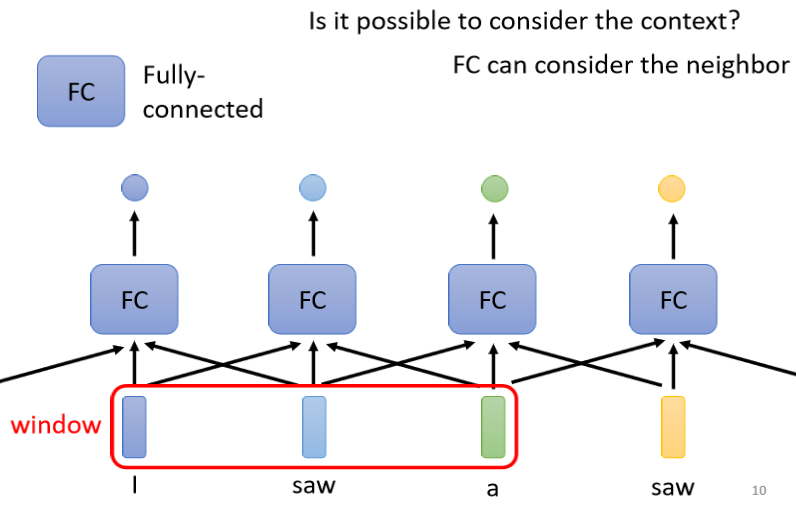 Is it possible to consider the context?
FC can consider the neighbor
FC
Fully-
connected
FC
FC
FC
FC
window
I
saw
a
saw
10